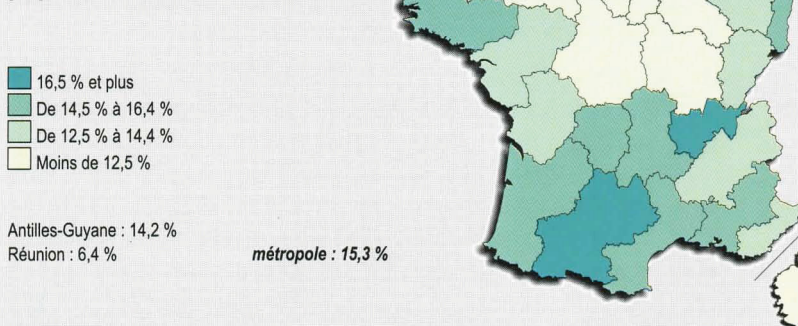 16,5 % et plus
De 14,5 % à 16,4 %
De 12,5 % à 14,4 %
Moins de 12,5 %
Antilles-Guyane : 14,2 %
Réunion : 6,4 %
métropole : 15,3 %